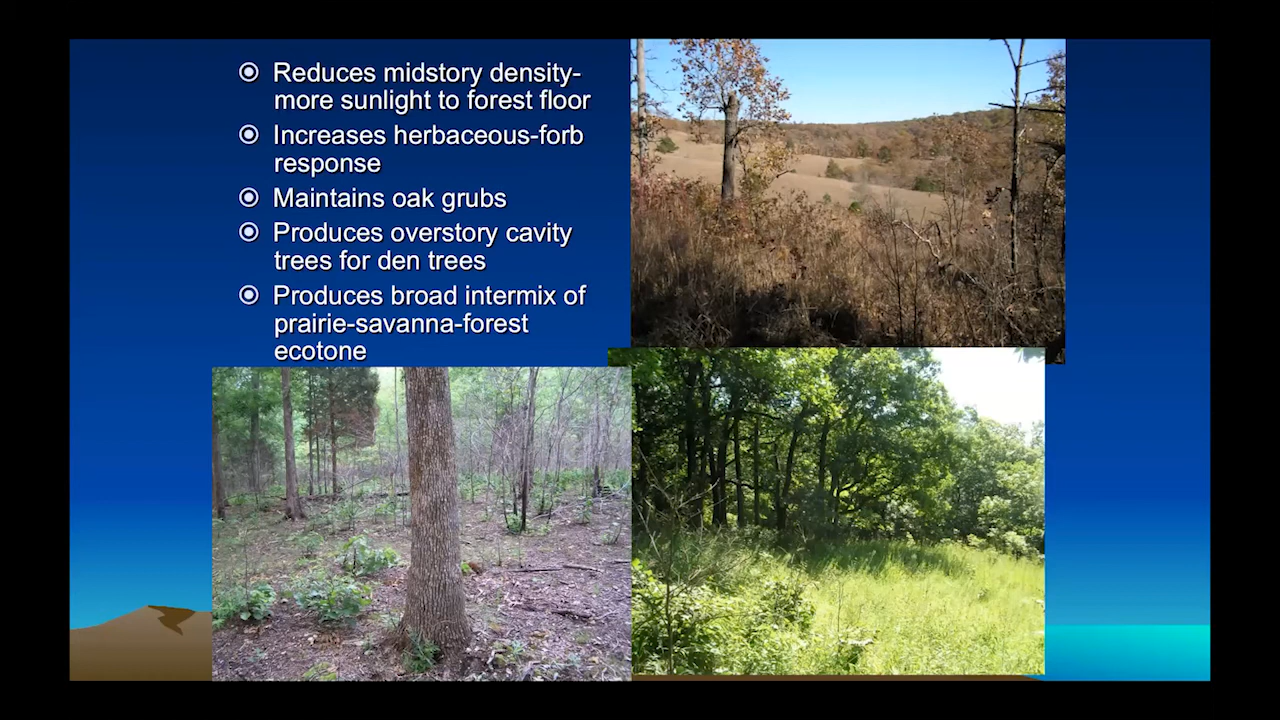 Reduces midstory density-
more sunlight to forest floor
Increases herbaceous-forb
response
Maintains oak grubs
Produces overstory cavity
trees for den trees
Produces broad intermix of
prairie-savanna-forest
ecotone